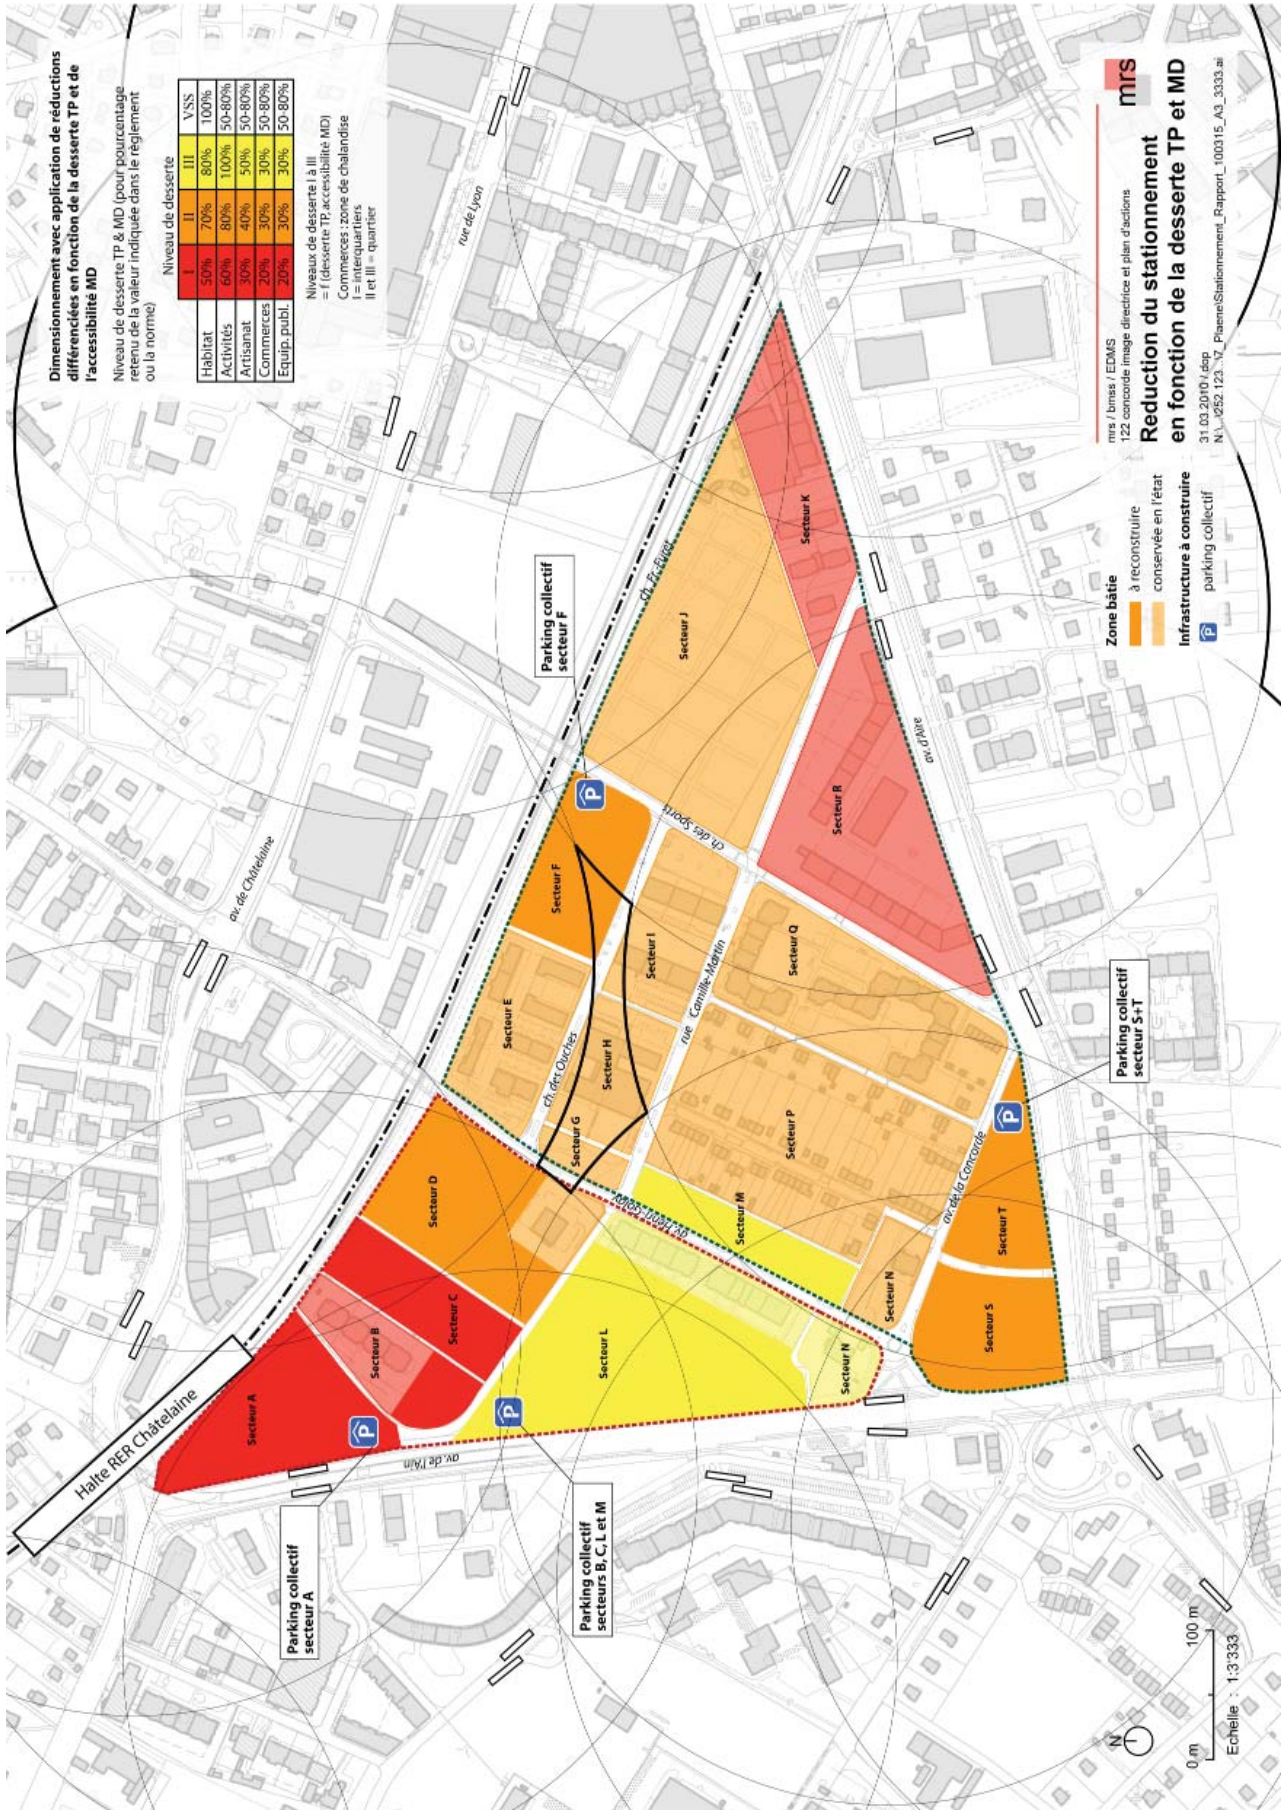 Dimensionnement avec application de réductions
différenciées en fonction de la desserte TP et de
l'accessibilité MD
Niveau de desserte TP & MD (pour pourcentage
retenu de la valeur indiquée dans le règlement
ou la norme)
Niveau de desserte
I II III VSS
Habitat 50% 70% 80% 100%
Activités 60% 80% 100% 50-80%
Artisanat 30% 40% 50% 50-80%
Commerces 20% 30% 30% 50-80%
Equip. publ. 20% 30% 30% 50-80%
Niveaux de desserte I à III
= f (desserte TP, accessibilité MD)
Commerces : zone de chalandise
I = interquartiers
II et III = quartier
rue de Lyon
av. de Châtelaine
Halte RER Châtelaine
ch. Fr.-Furet
Parking collectif
secteur F
Secteur K
Secteur J
Secteur R
av. d'Aïre
ch. des Sports
Secteur F
Secteur I
Secteur Q
rue Camille-Martin
Secteur E
ch. des Ouches
Secteur H
Secteur G
Secteur P
Secteur D
av. Henri-Golay
Secteur M
av. de la Concorde
Secteur T
Secteur N
Secteur S
Secteur C
Secteur B
Secteur L
Secteur N
Secteur A
av. de l'Ain
Parking collectif
secteur A
Parking collectif
secteurs B, C, L et M
Parking collectif
secteur S+T
mrs
mrs / bmss / EDMS
122 concorde image directrice et plan d'actions
Reduction du stationnement
en fonction de la desserte TP et MD
31.03.2010 / dop
Zone bâtie
à reconstruire
conservée en l'état
Infrastructure à construire
P parking collectif
N
0 m 100 m
Echelle : 1:3'333